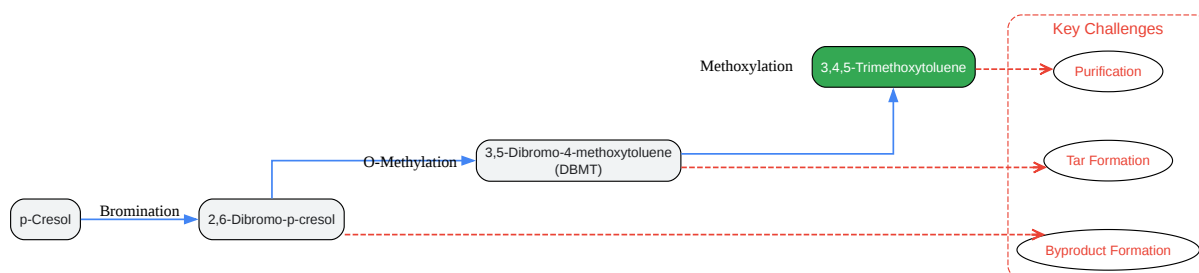 Key Challenges
Methoxylation
3,4,5-Trimethoxytoluene
Purification
O-Methylation
3,5-Dibromo-4-methoxytoluene
(DBMT)
Tar Formation
p-Cresol
Bromination
2,6-Dibromo-p-cresol
Byproduct Formation